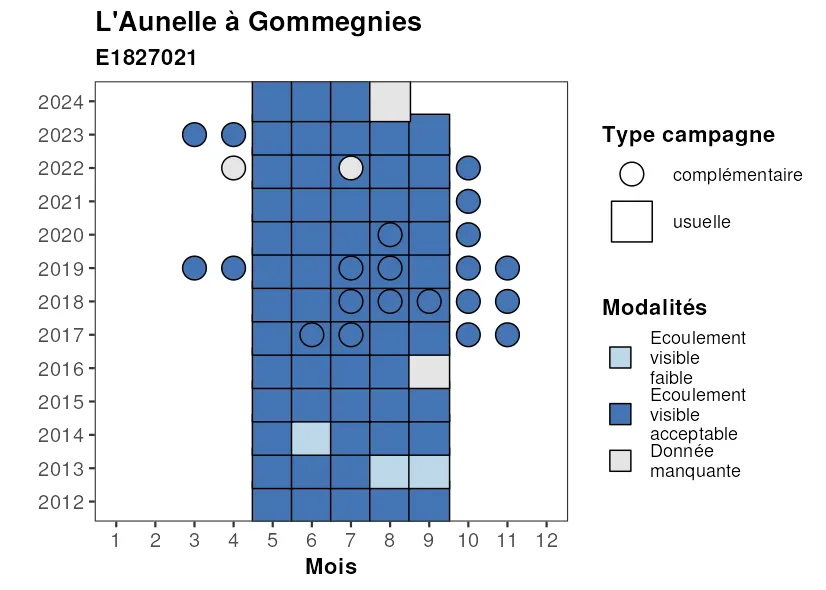 L'Aunelle à Gommegnies
E1827021
2024
2023
2022
2021
2020
2019
2018
2017
2016
2015
2014
2013
2012
1 2 3 4 5 6 7 8 9 10 11 12
Mois
Type campagne
complémentaire
usuelle
Modalités
Ecoulement
visible
faible
Ecoulement
visible
acceptable
Donnée
manquante